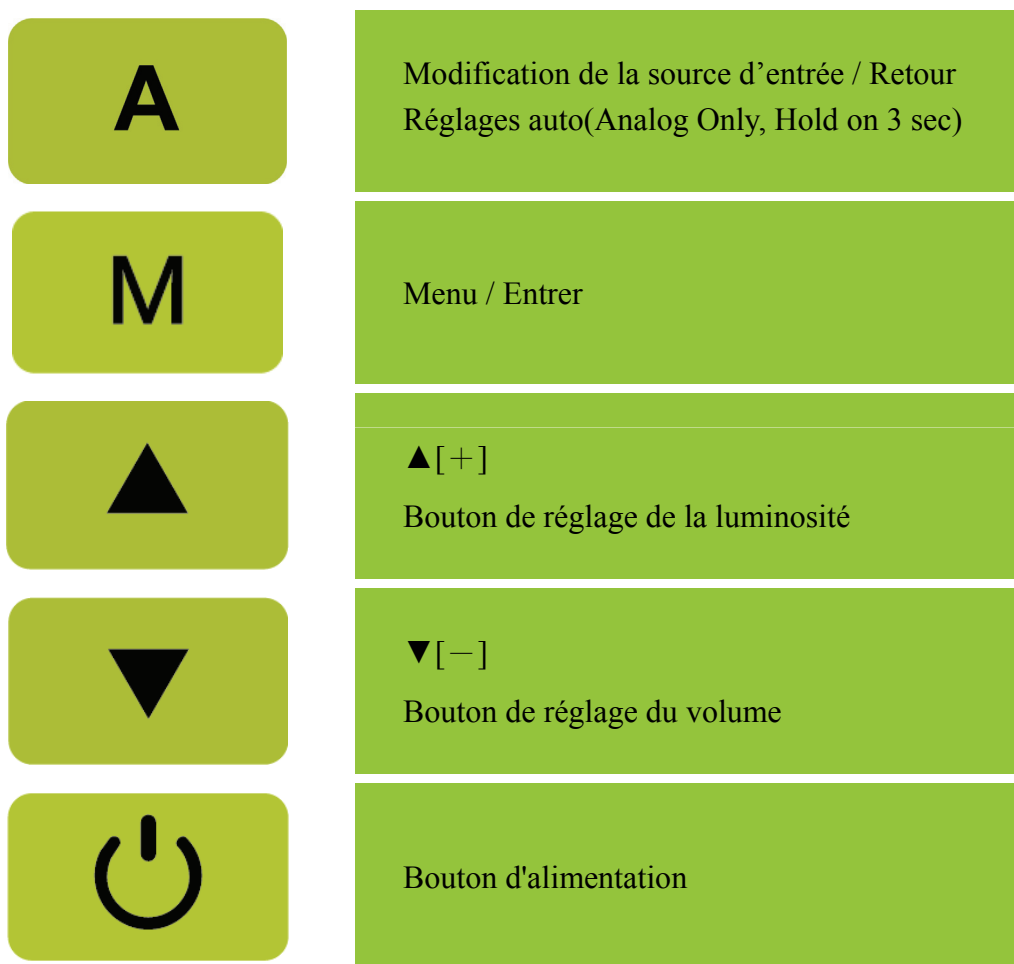 A
Modification de la source d’entrée / Retour
Réglages auto(Analog Only, Hold on 3 sec)
M
Menu / Entrer
▲[+]
Bouton de réglage de la luminosité
▼[−]
Bouton de réglage du volume
Bouton d'alimentation